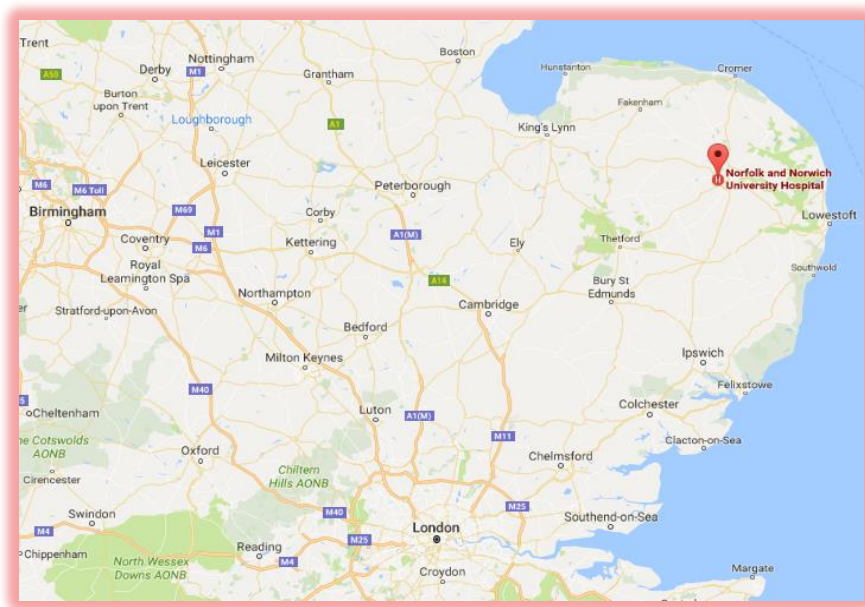 Trent
Nottingham
Boston
Hunstanton
Cromer
A50
Derby
M1
Grantham
Fakenham
Burton
upon Trent
Loughborough
A1
King's Lynn
Leicester
Norfolk and Norwich
University Hospital
H
M6
M6 Toll
Peterborough
Birmingham
M69
Corby
Lowestoft
Coventry
M1
M6
Kettering
A1(M)
Ely
Thetford
Royal
Leamington Spa
A14
Southwold
er
Northampton
Cambridge
Bury St
Edmunds
Stratford-upon-Avon
Bedford
Milton Keynes
Ipswich
M40
Felixstowe
5
Cheltenham
Luton
A1(M)
Colchester
M11
Clacton-on-Sea
he Cotswolds
AONB
Oxford
Chelmsford
Cirencester
Chiltern
Hills AONB
Swindon
M40
M25
London
Southend-on-Sea
M4
Reading
M25
Chippenham
M4
North Wessex
Downs AONB
Croydon
Margate